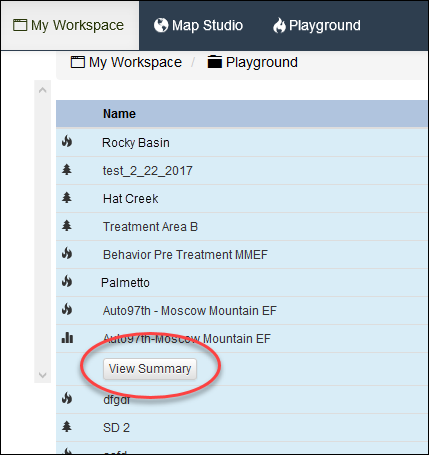 My Workspace Map Studio Playground
My Workspace / Playground
Name
Rocky Basin
test_2_22_2017
Hat Creek
Treatment Area B
Behavior Pre Treatment MMEF
Palmetto
Auto97th - Moscow Mountain EF
Auto97th-Moscow Mountain EF
View Summary
dfgdf
SD 2